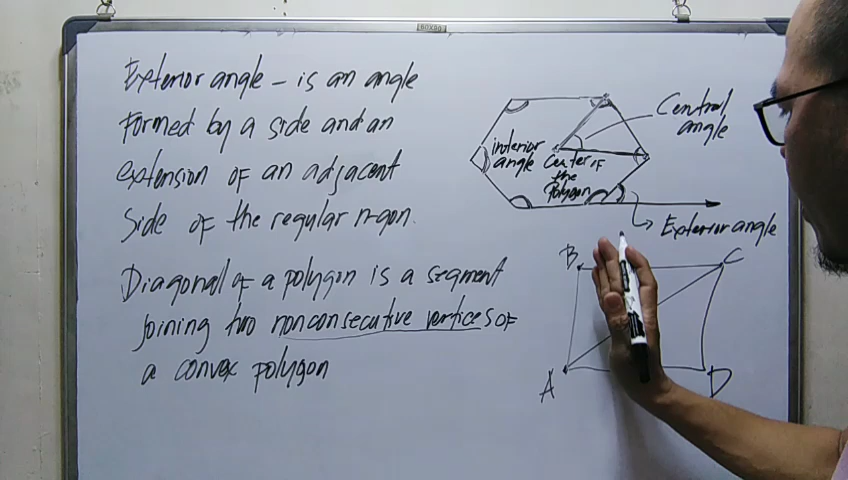 Exterior angle - is an angle
formed by a side and an
extension of an adjacent
side of the regular n-gon.
Diagonal of a polygon is a segment
joining two nonconsecutive vertices of
a convex polygon
Central
angle
interior
angle
Center of
the
polygon
Exterior angle
B
C
A
D